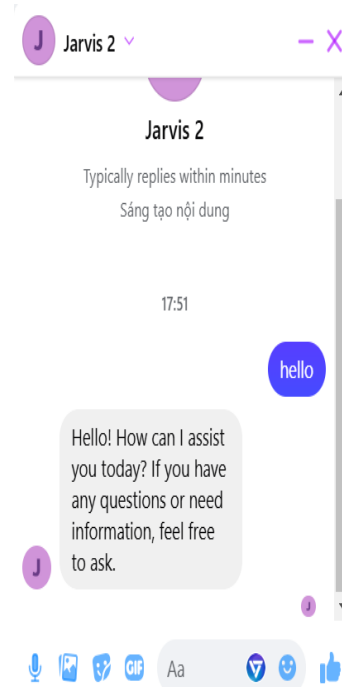 J
Jarvis 2
Jarvis 2
Typically replies within minutes
Sáng tạo nội dung
17:51
hello
Hello! How can I assist
you today? If you have
any questions or need
information, feel free
to ask.
J
J
GIF
Aa